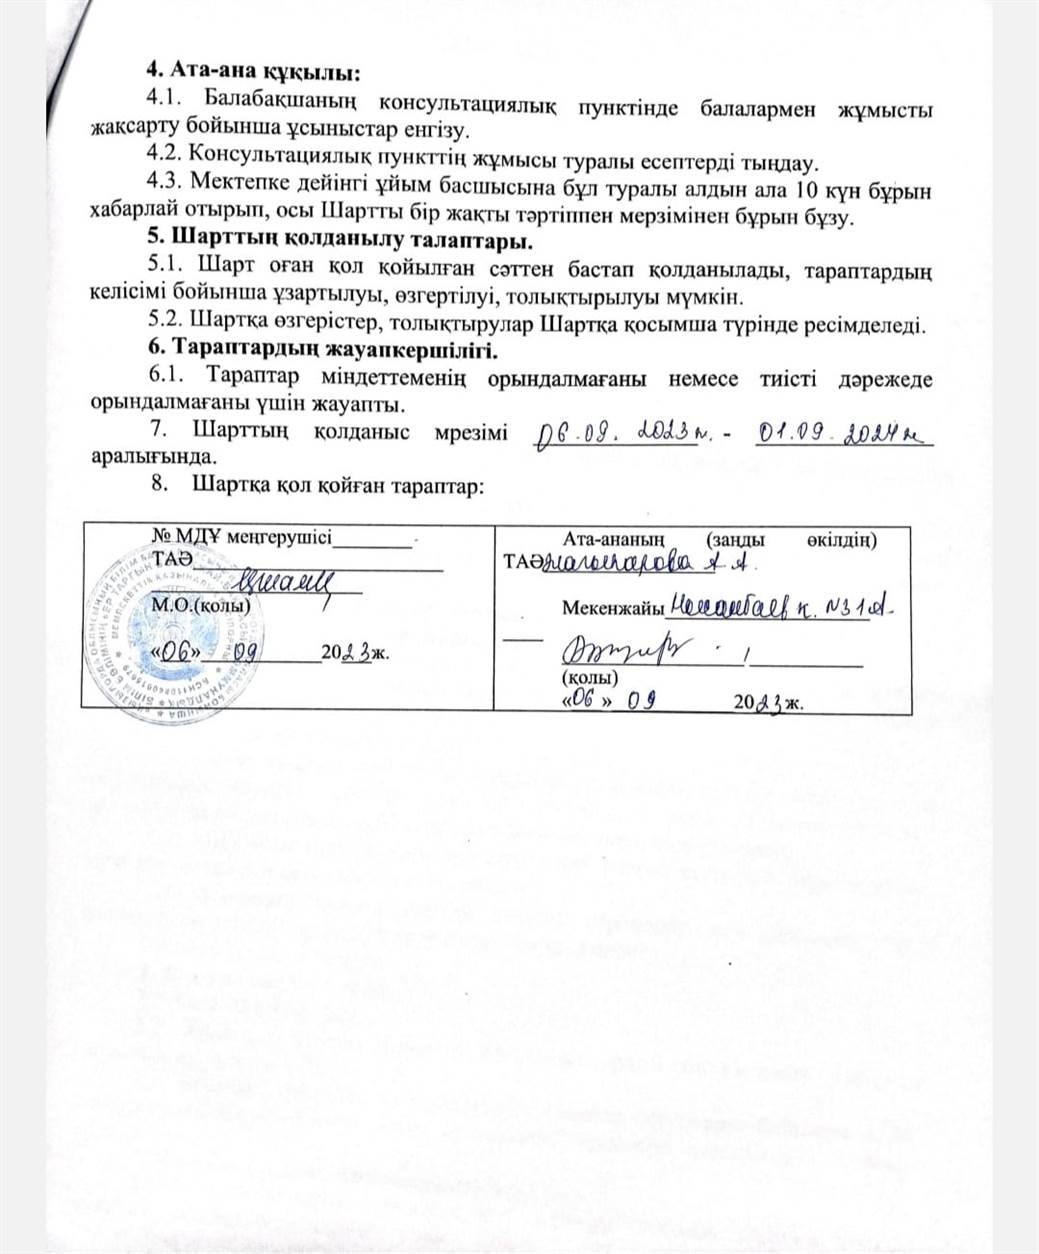 4. Ата-ана құқылы:
4.1. Балабақшаның консультациялық пунктінде балалармен жұмысты
жақсарту бойынша ұсыныстар енгізу.
4.2. Консультациялық пункттің жұмысы туралы есептерді тыңдау.
4.3. Мектепке дейінгі ұйым басшысына бұл туралы алдын ала 10 күн бұрын
хабарлай отырып, осы Шартты бір жақты тәртіппен мерзімінен бұрын бұзу.
5. Шарттың қолданылу талаптары.
5.1. Шарт оған қол қойылған сәттен бастап қолданылады, тараптардың
келісімі бойынша ұзартылуы, өзгертілуі, толықтырылуы мүмкін.
5.2. Шартқа өзгерістер, толықтырулар Шартқа қосымша түрінде ресімделеді.
6. Тараптардың жауапкершілігі.
6.1. Тараптар міндеттеменің орындалмағаны немесе тиісті дәрежеде
орындалмағаны үшін жауапты.
7. Шарттың қолданыс мрезімі 06.09.2023ж. - 01.09.2024ж
аралығында.
8. Шартқа қол қойған тараптар:
№ МДҰ меңгерушісі
ТАӘ
М.О.(қолы)
«06» 09 2023ж.
Ата-ананың (заңды өкілдің)
ТАӘ А.А.
Мекенжайы к. №31А.
(қолы)
«06» 09 2023ж.